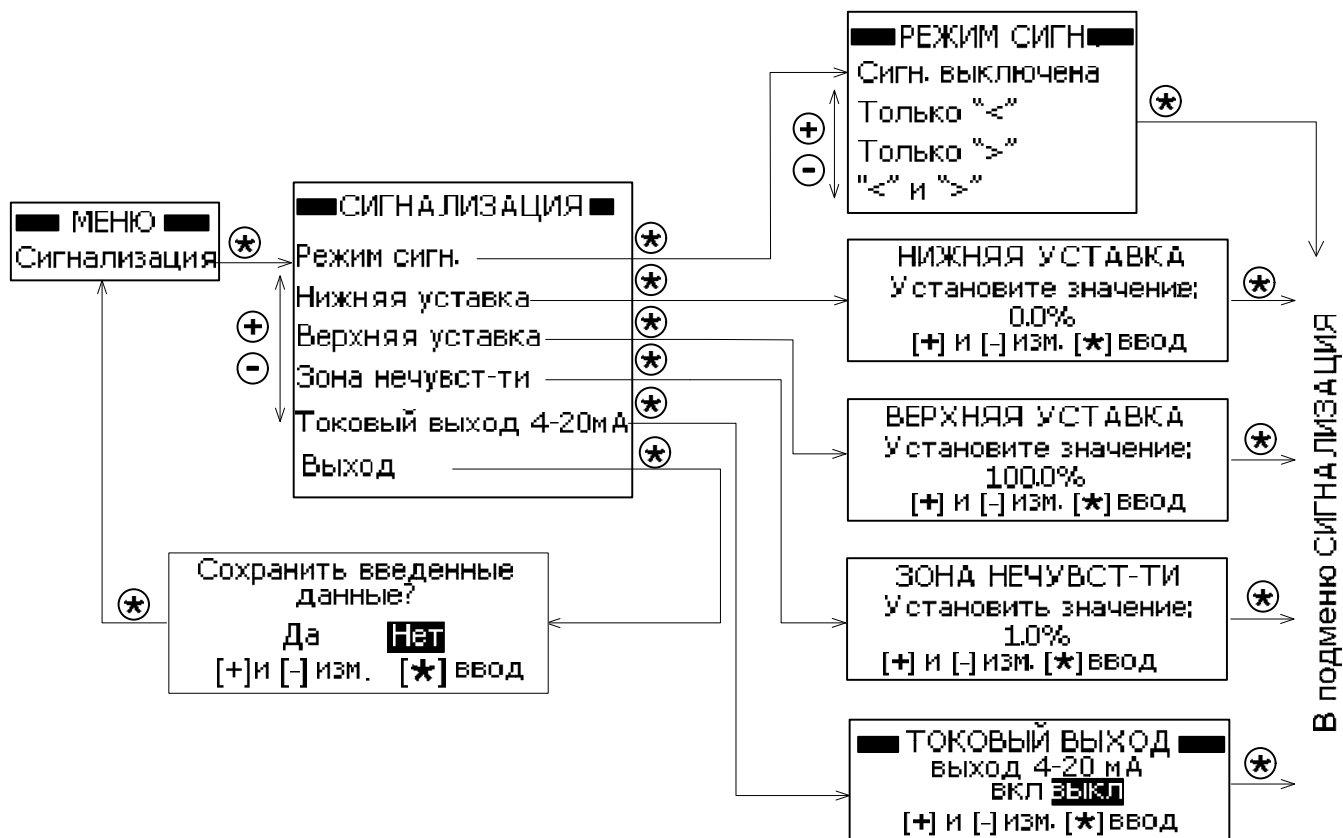 МЕНЮ
Сигнализация
СИГНАЛИЗАЦИЯ
Режим сигн.
Нижняя уставка
Верхняя уставка
Зона нечувст-ти
Токовый выход 4-20мА
Выход
Сохранить введенные
данные?
Да Нет
[+]и [-] изм. [*] ввод
РЕЖИМ СИГН.
Сигн. выключена
Только "<"
Только ">"
"<" и ">"
НИЖНЯЯ УСТАВКА
Установите значение:
0.0%
[+] и [-] изм. [*] ввод
ВЕРХНЯЯ УСТАВКА
Установите значение:
100.0%
[+] и [-] изм. [*] ввод
ЗОНА НЕЧУВСТ-ТИ
Установить значение:
1.0%
[+] и [-] изм. [*] ввод
ТОКОВЫЙ ВЫХОД
выход 4-20 мА
вкл выкл
[+] и [-] изм. [*] ввод
В подменю СИГНАЛИЗАЦИЯ